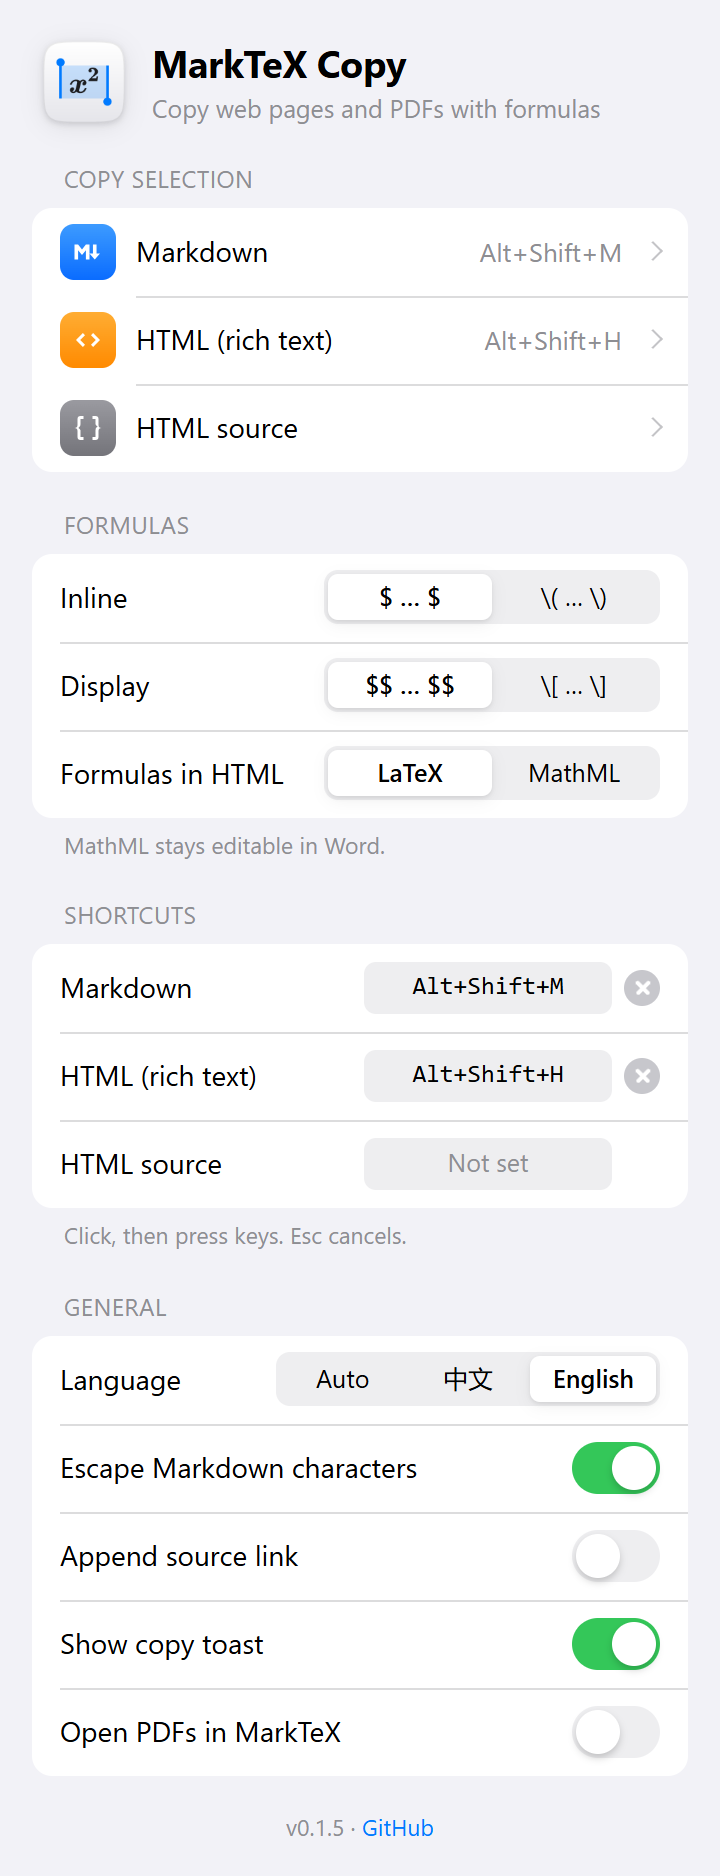 x²
MarkTeX Copy
Copy web pages and PDFs with formulas
COPY SELECTION
M↓ Markdown Alt+Shift+M
<> HTML (rich text) Alt+Shift+H
{ } HTML source
FORMULAS
Inline $ ... $ \( ... \)
Display $$ ... $$ \[ ... \]
Formulas in HTML LaTeX MathML
MathML stays editable in Word.
SHORTCUTS
Markdown Alt+Shift+M
HTML (rich text) Alt+Shift+H
HTML source Not set
Click, then press keys. Esc cancels.
GENERAL
Language Auto 中文 English
Escape Markdown characters
Append source link
Show copy toast
Open PDFs in MarkTeX
v0.1.5 · GitHub